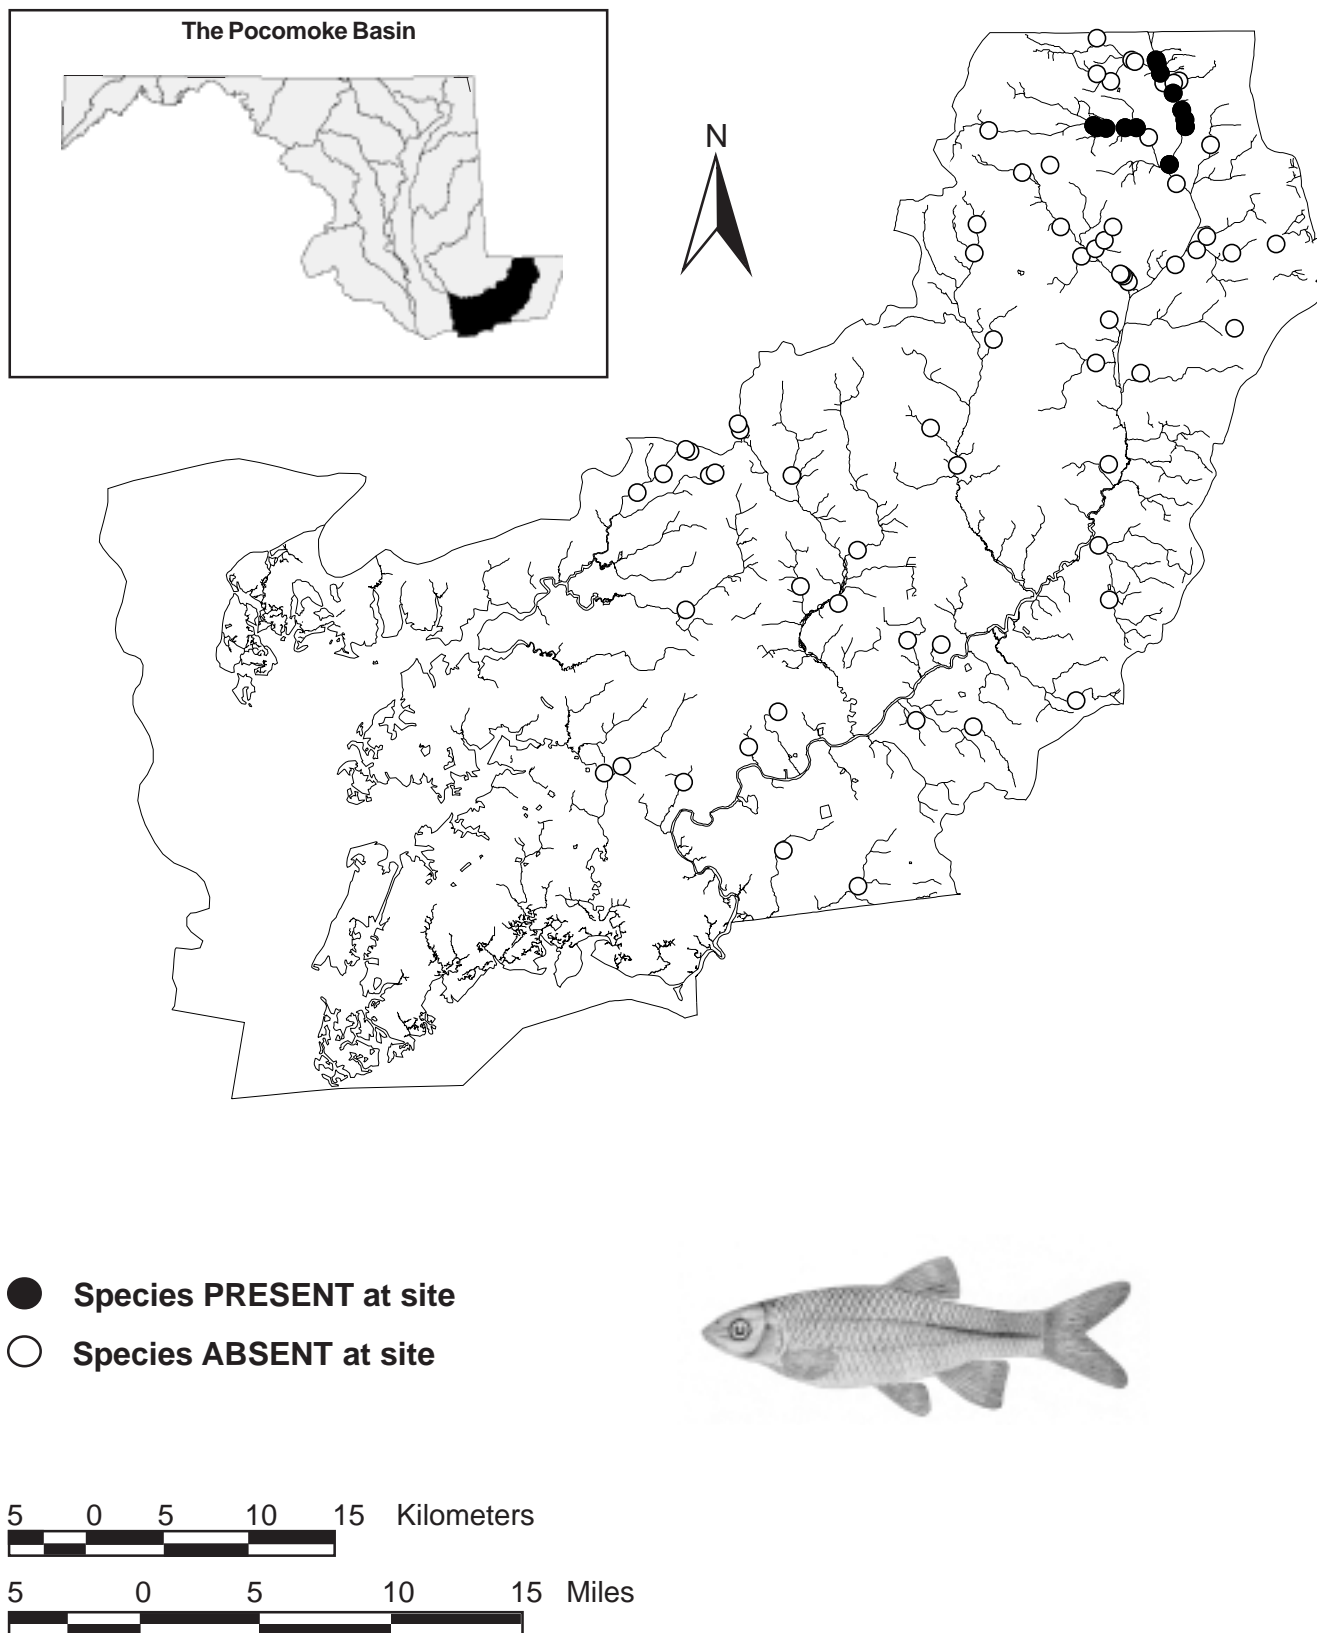 The Pocomoke Basin
N
Species PRESENT at site
Species ABSENT at site
5 0 5 10 15 Kilometers
5 0 5 10 15 Miles